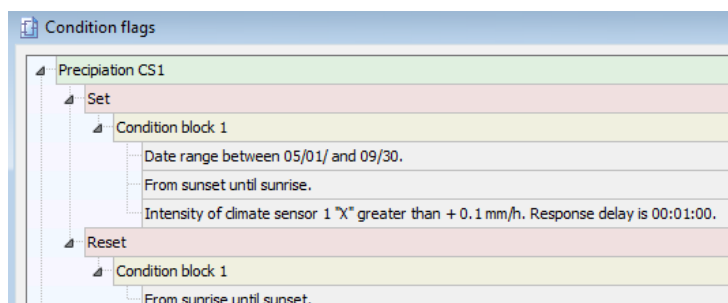 Condition flags
Precipiation CS1
Set
Condition block 1
Date range between 05/01/ and 09/30.
From sunset until sunrise.
Intensity of climate sensor 1 "X" greater than + 0.1 mm/h. Response delay is 00:01:00.
Reset
Condition block 1
From sunrise until sunset.